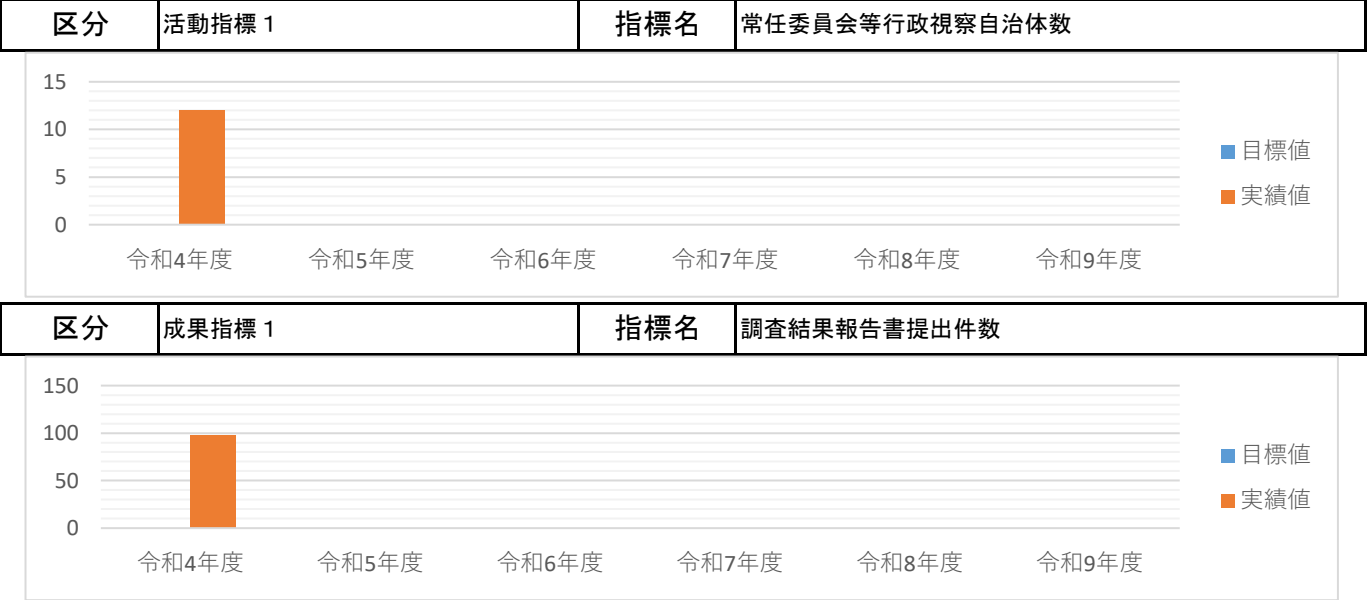 区分 活動指標１ 指標名 常任委員会等行政視察自治体数
15
10
5
0
目標値
実績値
令和4年度 令和5年度 令和6年度 令和7年度 令和8年度 令和9年度
区分 成果指標１ 指標名 調査結果報告書提出件数
150
100
50
0
目標値
実績値
令和4年度 令和5年度 令和6年度 令和7年度 令和8年度 令和9年度